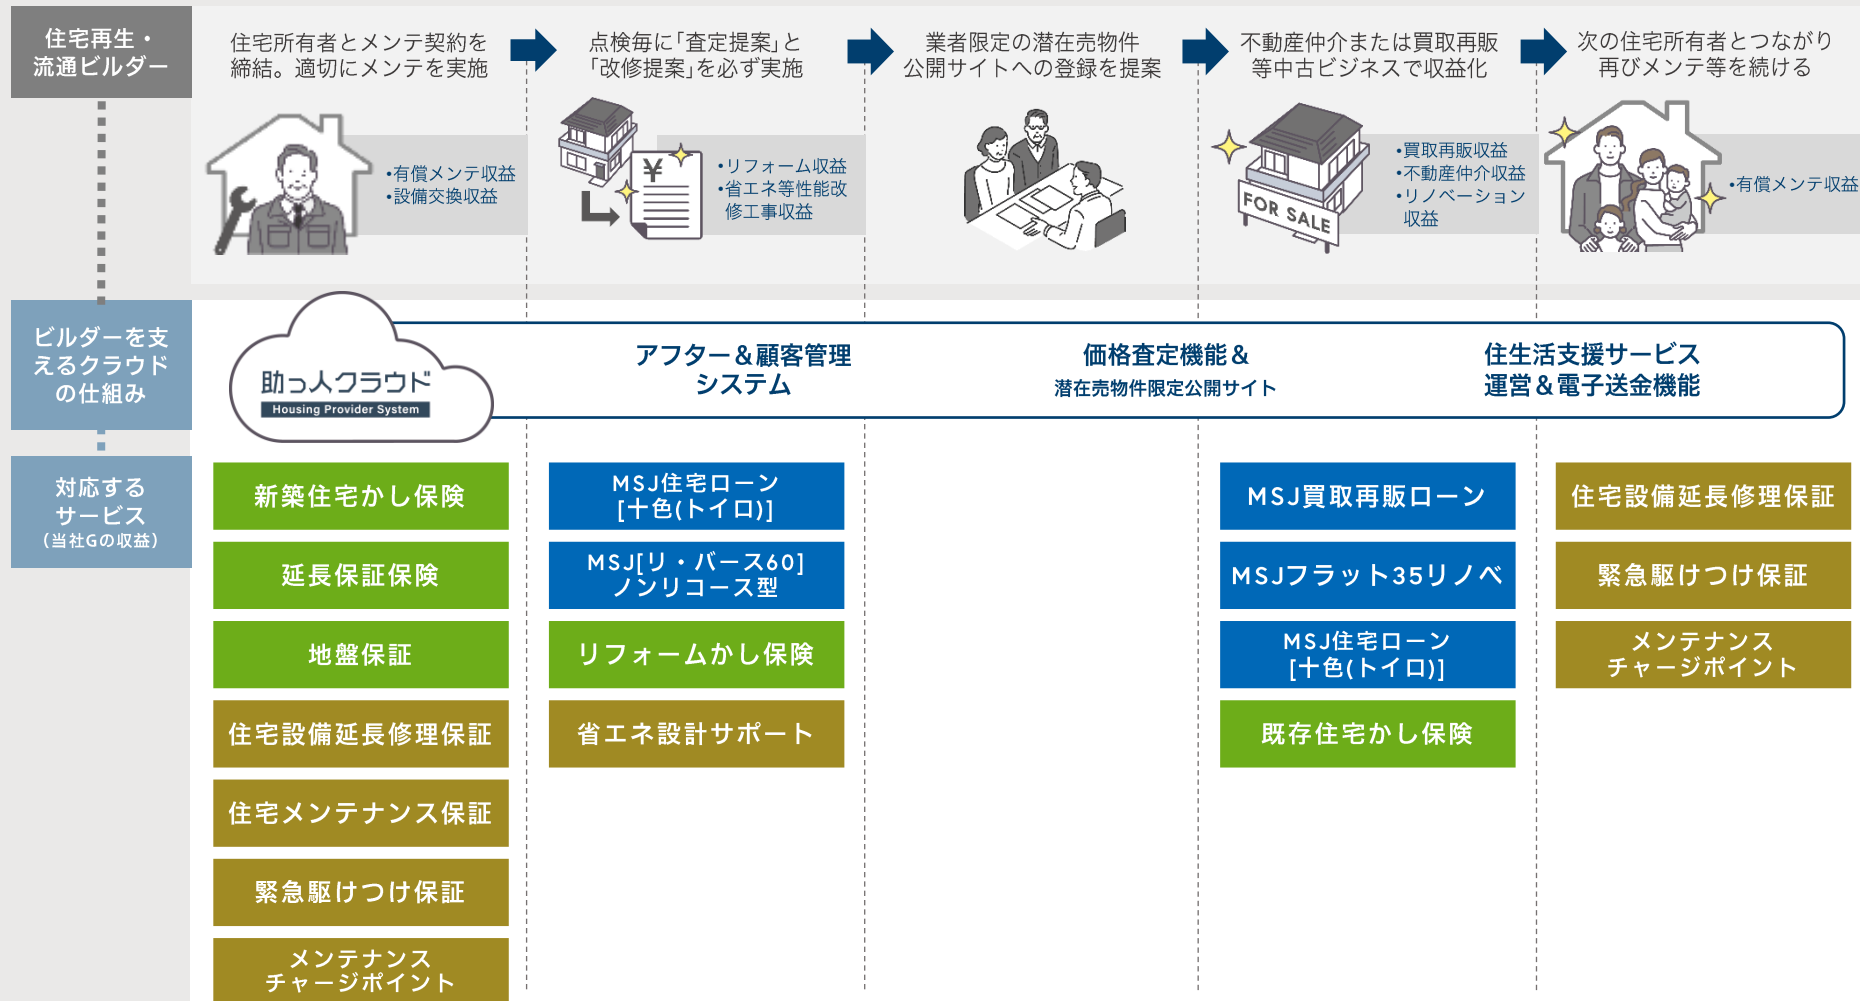 住宅再生・
流通ビルダー
住宅所有者とメンテ契約を
締結。適切にメンテを実施
•有償メンテ収益
•設備交換収益
点検毎に「査定提案」と
「改修提案」を必ず実施
¥
•リフォーム収益
•省エネ等性能改
修工事収益
業者限定の潜在売物件
公開サイトへの登録を提案
不動産仲介または買取再販
等中古ビジネスで収益化
FOR SALE
•買取再販収益
•不動産仲介収益
•リノベーション
収益
次の住宅所有者とつながり
再びメンテ等を続ける
•有償メンテ収益
ビルダーを支
えるクラウド
の仕組み
助っ人クラウド
Housing Provider System
アフター＆顧客管理
システム
価格査定機能＆
潜在売物件限定公開サイト
住生活支援サービス
運営＆電子送金機能
対応する
サービス
（当社Gの収益）
新築住宅かし保険
延長保証保険
地盤保証
住宅設備延長修理保証
住宅メンテナンス保証
緊急駆けつけ保証
メンテナンス
チャージポイント
MSJ住宅ローン
[十色(トイロ)]
MSJ[リ・バース60]
ノンリコース型
リフォームかし保険
省エネ設計サポート
MSJ買取再販ローン
MSJフラット35リノベ
MSJ住宅ローン
[十色(トイロ)]
既存住宅かし保険
住宅設備延長修理保証
緊急駆けつけ保証
メンテナンス
チャージポイント